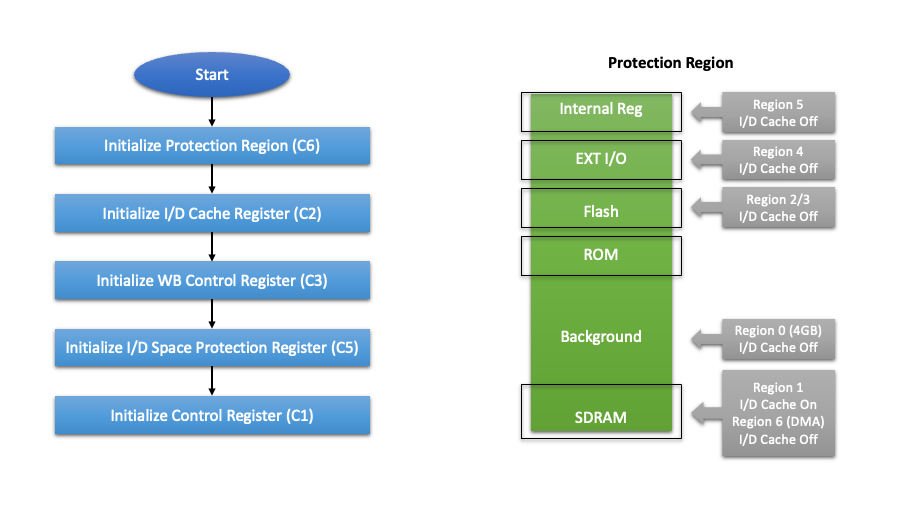 Start
Initialize Protection Region (C6)
Initialize I/D Cache Register (C2)
Initialize WB Control Register (C3)
Initialize I/D Space Protection Register (C5)
Initialize Control Register (C1)
Protection Region
Internal Reg
Region 5
I/D Cache Off
EXT I/O
Region 4
I/D Cache Off
Flash
Region 2/3
I/D Cache Off
ROM
Background
Region 0 (4GB)
I/D Cache Off
SDRAM
Region 1
I/D Cache On
Region 6 (DMA)
I/D Cache Off